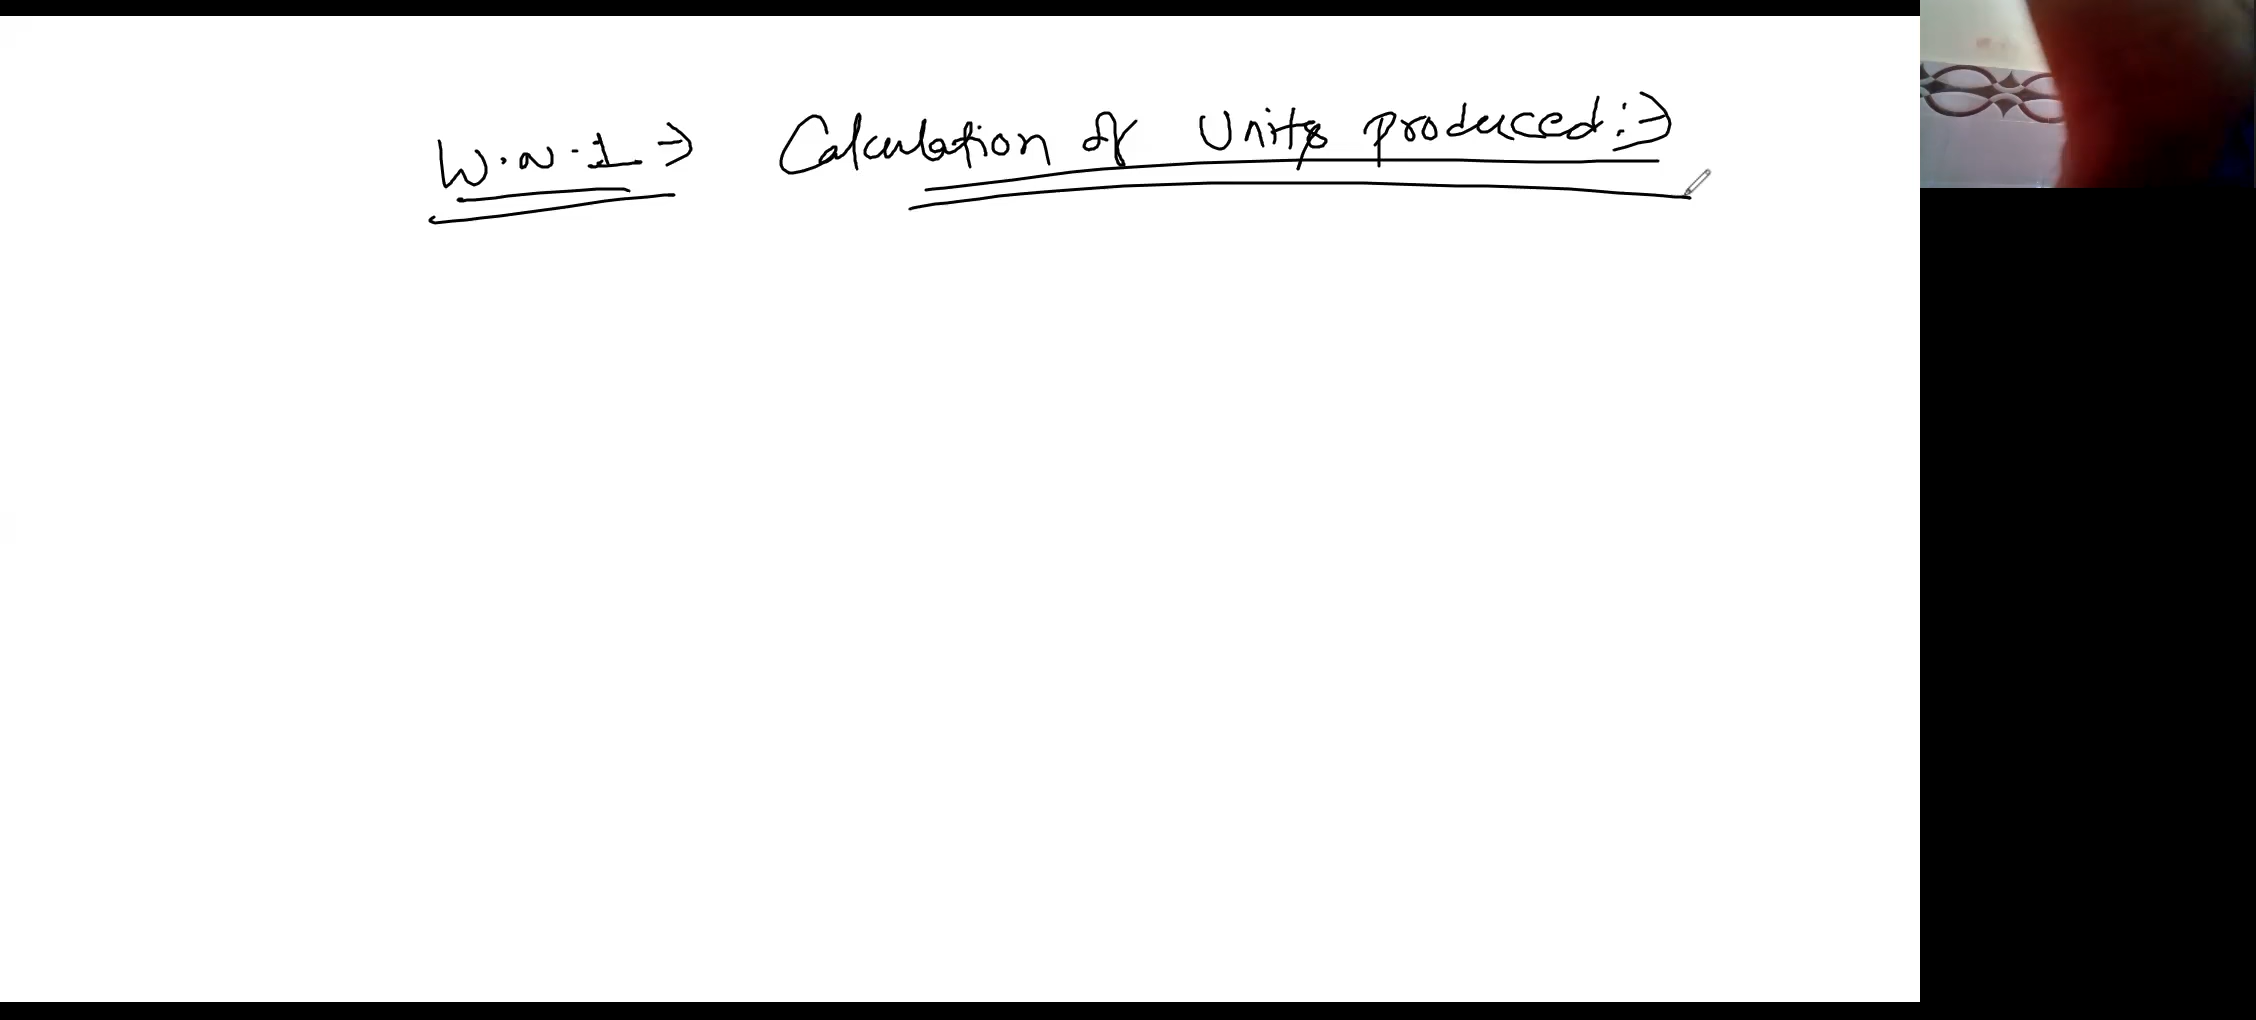 W.N.1 → Calculation of Units produced :→